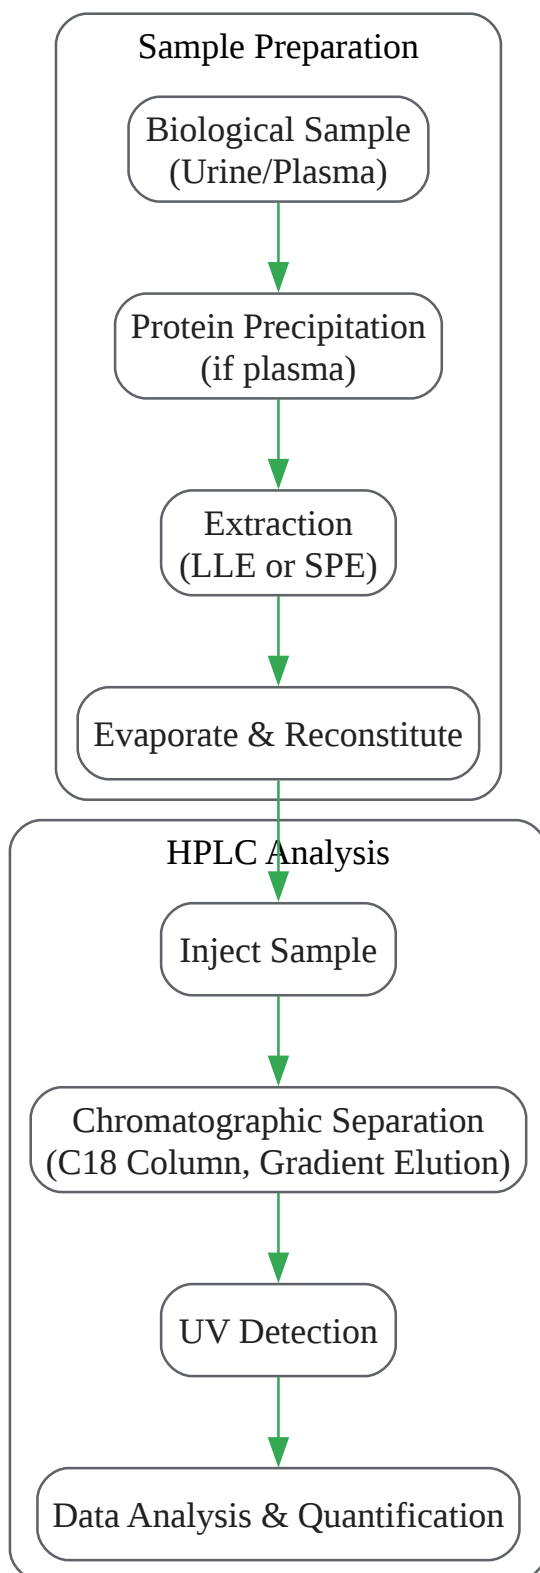 Sample Preparation
Biological Sample
(Urine/Plasma)
Protein Precipitation
(if plasma)
Extraction
(LLE or SPE)
Evaporate & Reconstitute
HPLC Analysis
Inject Sample
Chromatographic Separation
(C18 Column, Gradient Elution)
UV Detection
Data Analysis & Quantification